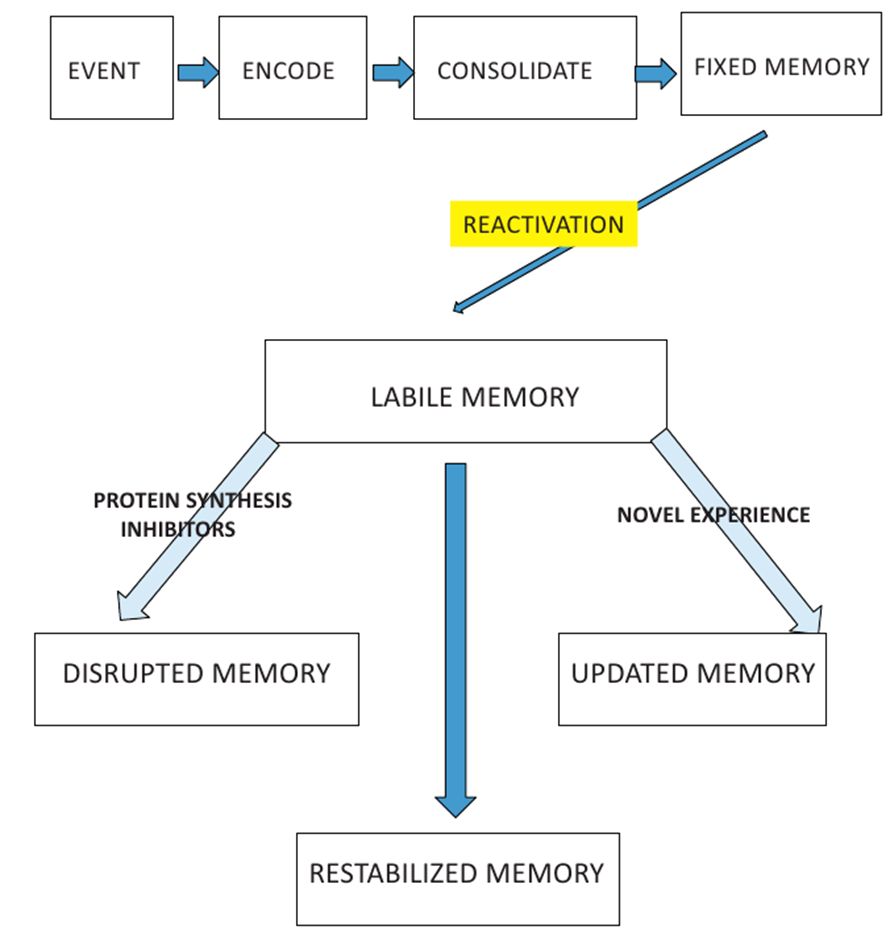 EVENT
ENCODE
CONSOLIDATE
FIXED MEMORY
REACTIVATION
LABILE MEMORY
PROTEIN SYNTHESIS
INHIBITORS
NOVEL EXPERIENCE
DISRUPTED MEMORY
UPDATED MEMORY
RESTABILIZED MEMORY